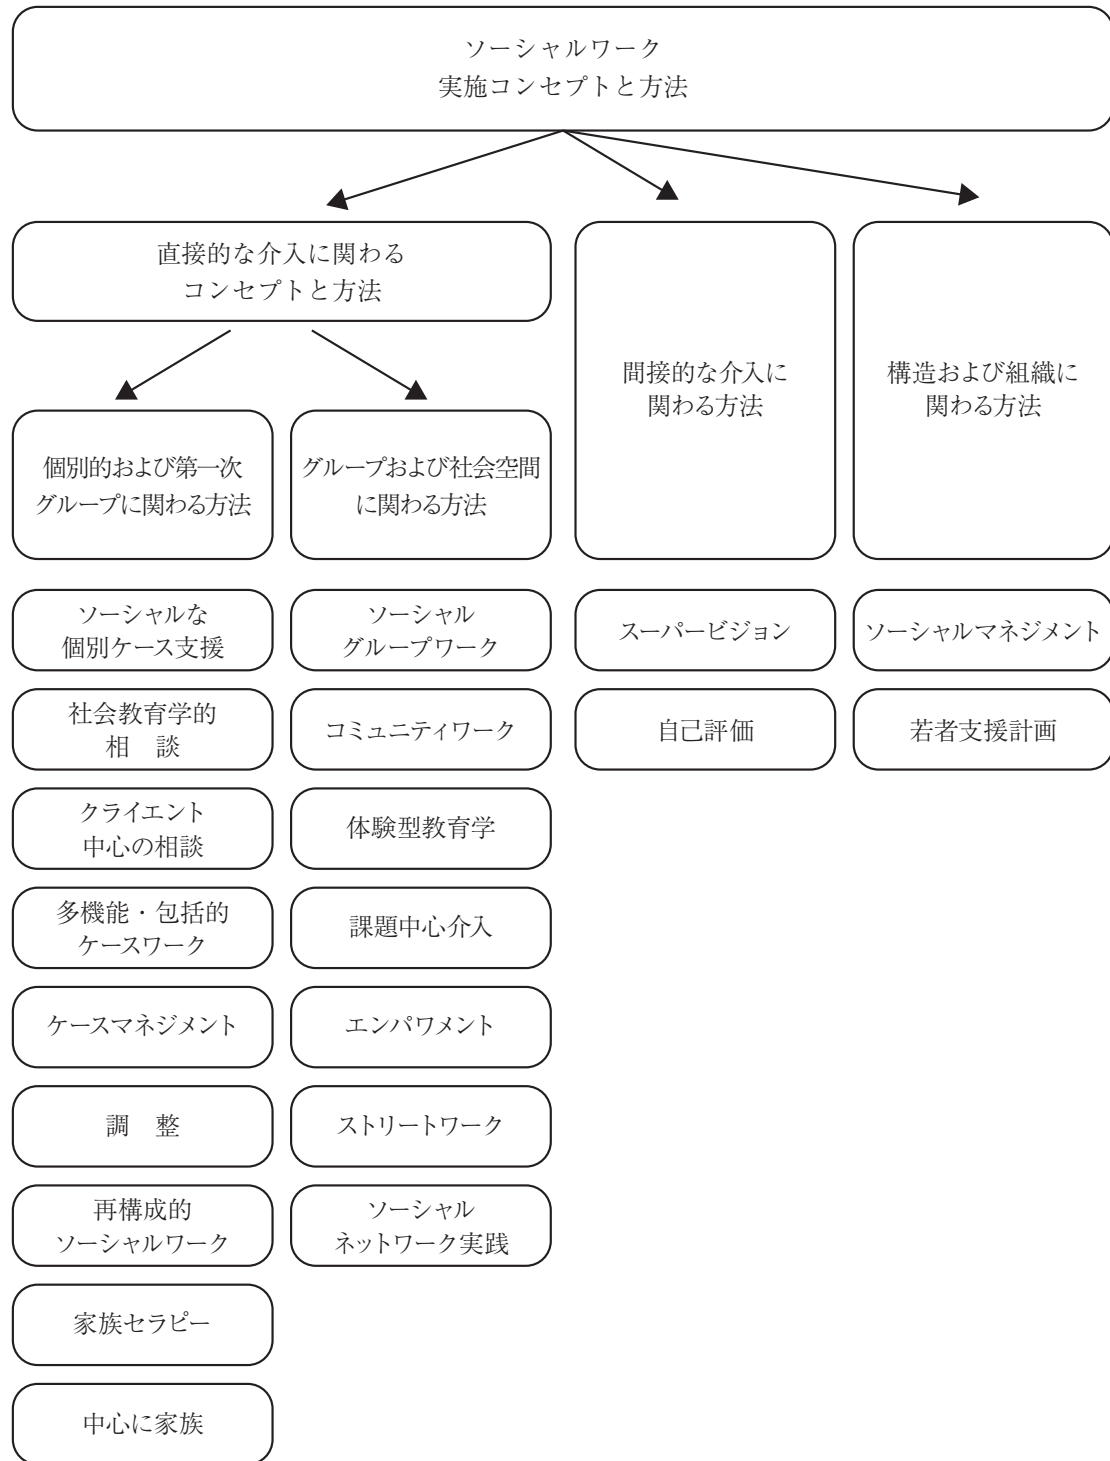 ソーシャルワーク
実施コンセプトと方法
直接的な介入に関わる
コンセプトと方法
間接的な介入に
関わる方法
構造および組織に
関わる方法
個別的および第一次
グループに関わる方法
グループおよび社会空間
に関わる方法
ソーシャルな
個別ケース支援
ソーシャル
グループワーク
スーパービジョン
ソーシャルマネジメント
社会教育学的
相　談
コミュニティワーク
自己評価
若者支援計画
クライエント
中心の相談
体験型教育学
多機能・包括的
ケースワーク
課題中心介入
ケースマネジメント
エンパワメント
調　整
ストリートワーク
再構成的
ソーシャルワーク
ソーシャル
ネットワーク実践
家族セラピー
中心に家族